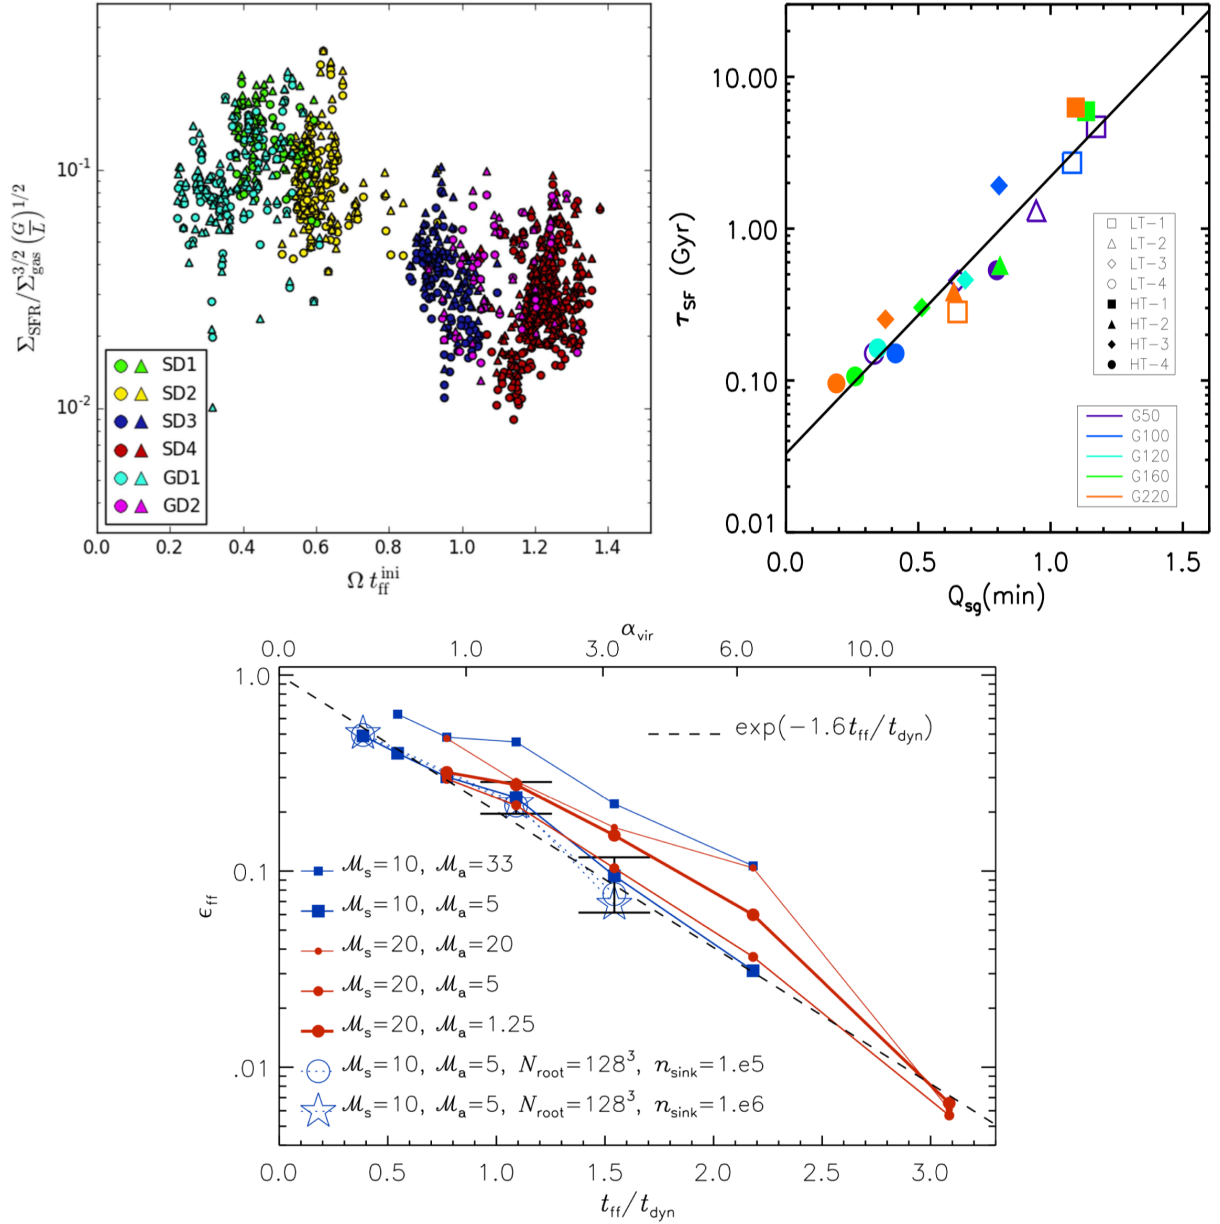 Σ_SFR/Σ_gas^3/2 (G/L)^1/2
10^-1
10^-2
SD1
SD2
SD3
SD4
GD1
GD2
0.0 0.2 0.4 0.6 0.8 1.0 1.2 1.4
Ω t_ff^ini
τ_SF (Gyr)
10.00
1.00
0.10
0.01
LT-1
LT-2
LT-3
LT-4
HT-1
HT-2
HT-3
HT-4
G50
G100
G120
G160
G220
0.0 0.5 1.0 1.5
Q_sg(min)
α_vir
0.0 1.0 3.0 6.0 10.0
ϵ_ff
1.0
0.1
.01
exp(−1.6t_ff/t_dyn)
ℳ_s=10, ℳ_a=33
ℳ_s=10, ℳ_a=5
ℳ_s=20, ℳ_a=20
ℳ_s=20, ℳ_a=5
ℳ_s=20, ℳ_a=1.25
ℳ_s=10, ℳ_a=5, N_root=128^3, n_sink=1.e5
ℳ_s=10, ℳ_a=5, N_root=128^3, n_sink=1.e6
0.0 0.5 1.0 1.5 2.0 2.5 3.0
t_ff/t_dyn